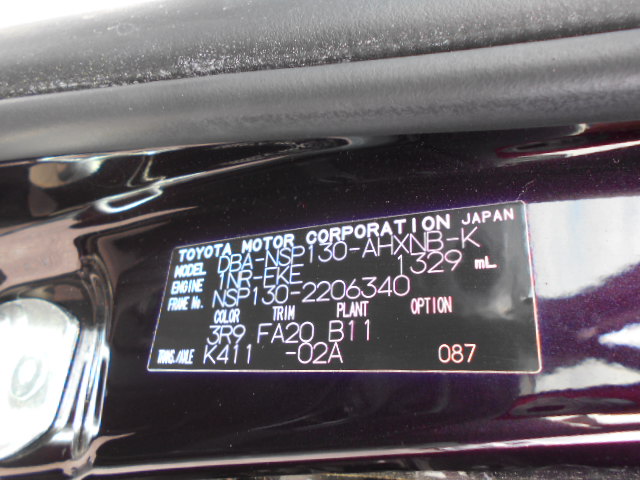 TOYOTA MOTOR CORPORATION JAPAN
MODEL DBA-NSP130-AHXNB-K
ENGINE 1NR-FKE 1329 mL
FRAME No. NSP130-2206340
COLOR TRIM PLANT OPTION
3R9 FA20 B11
TRANS./AXLE K411 -02A 087